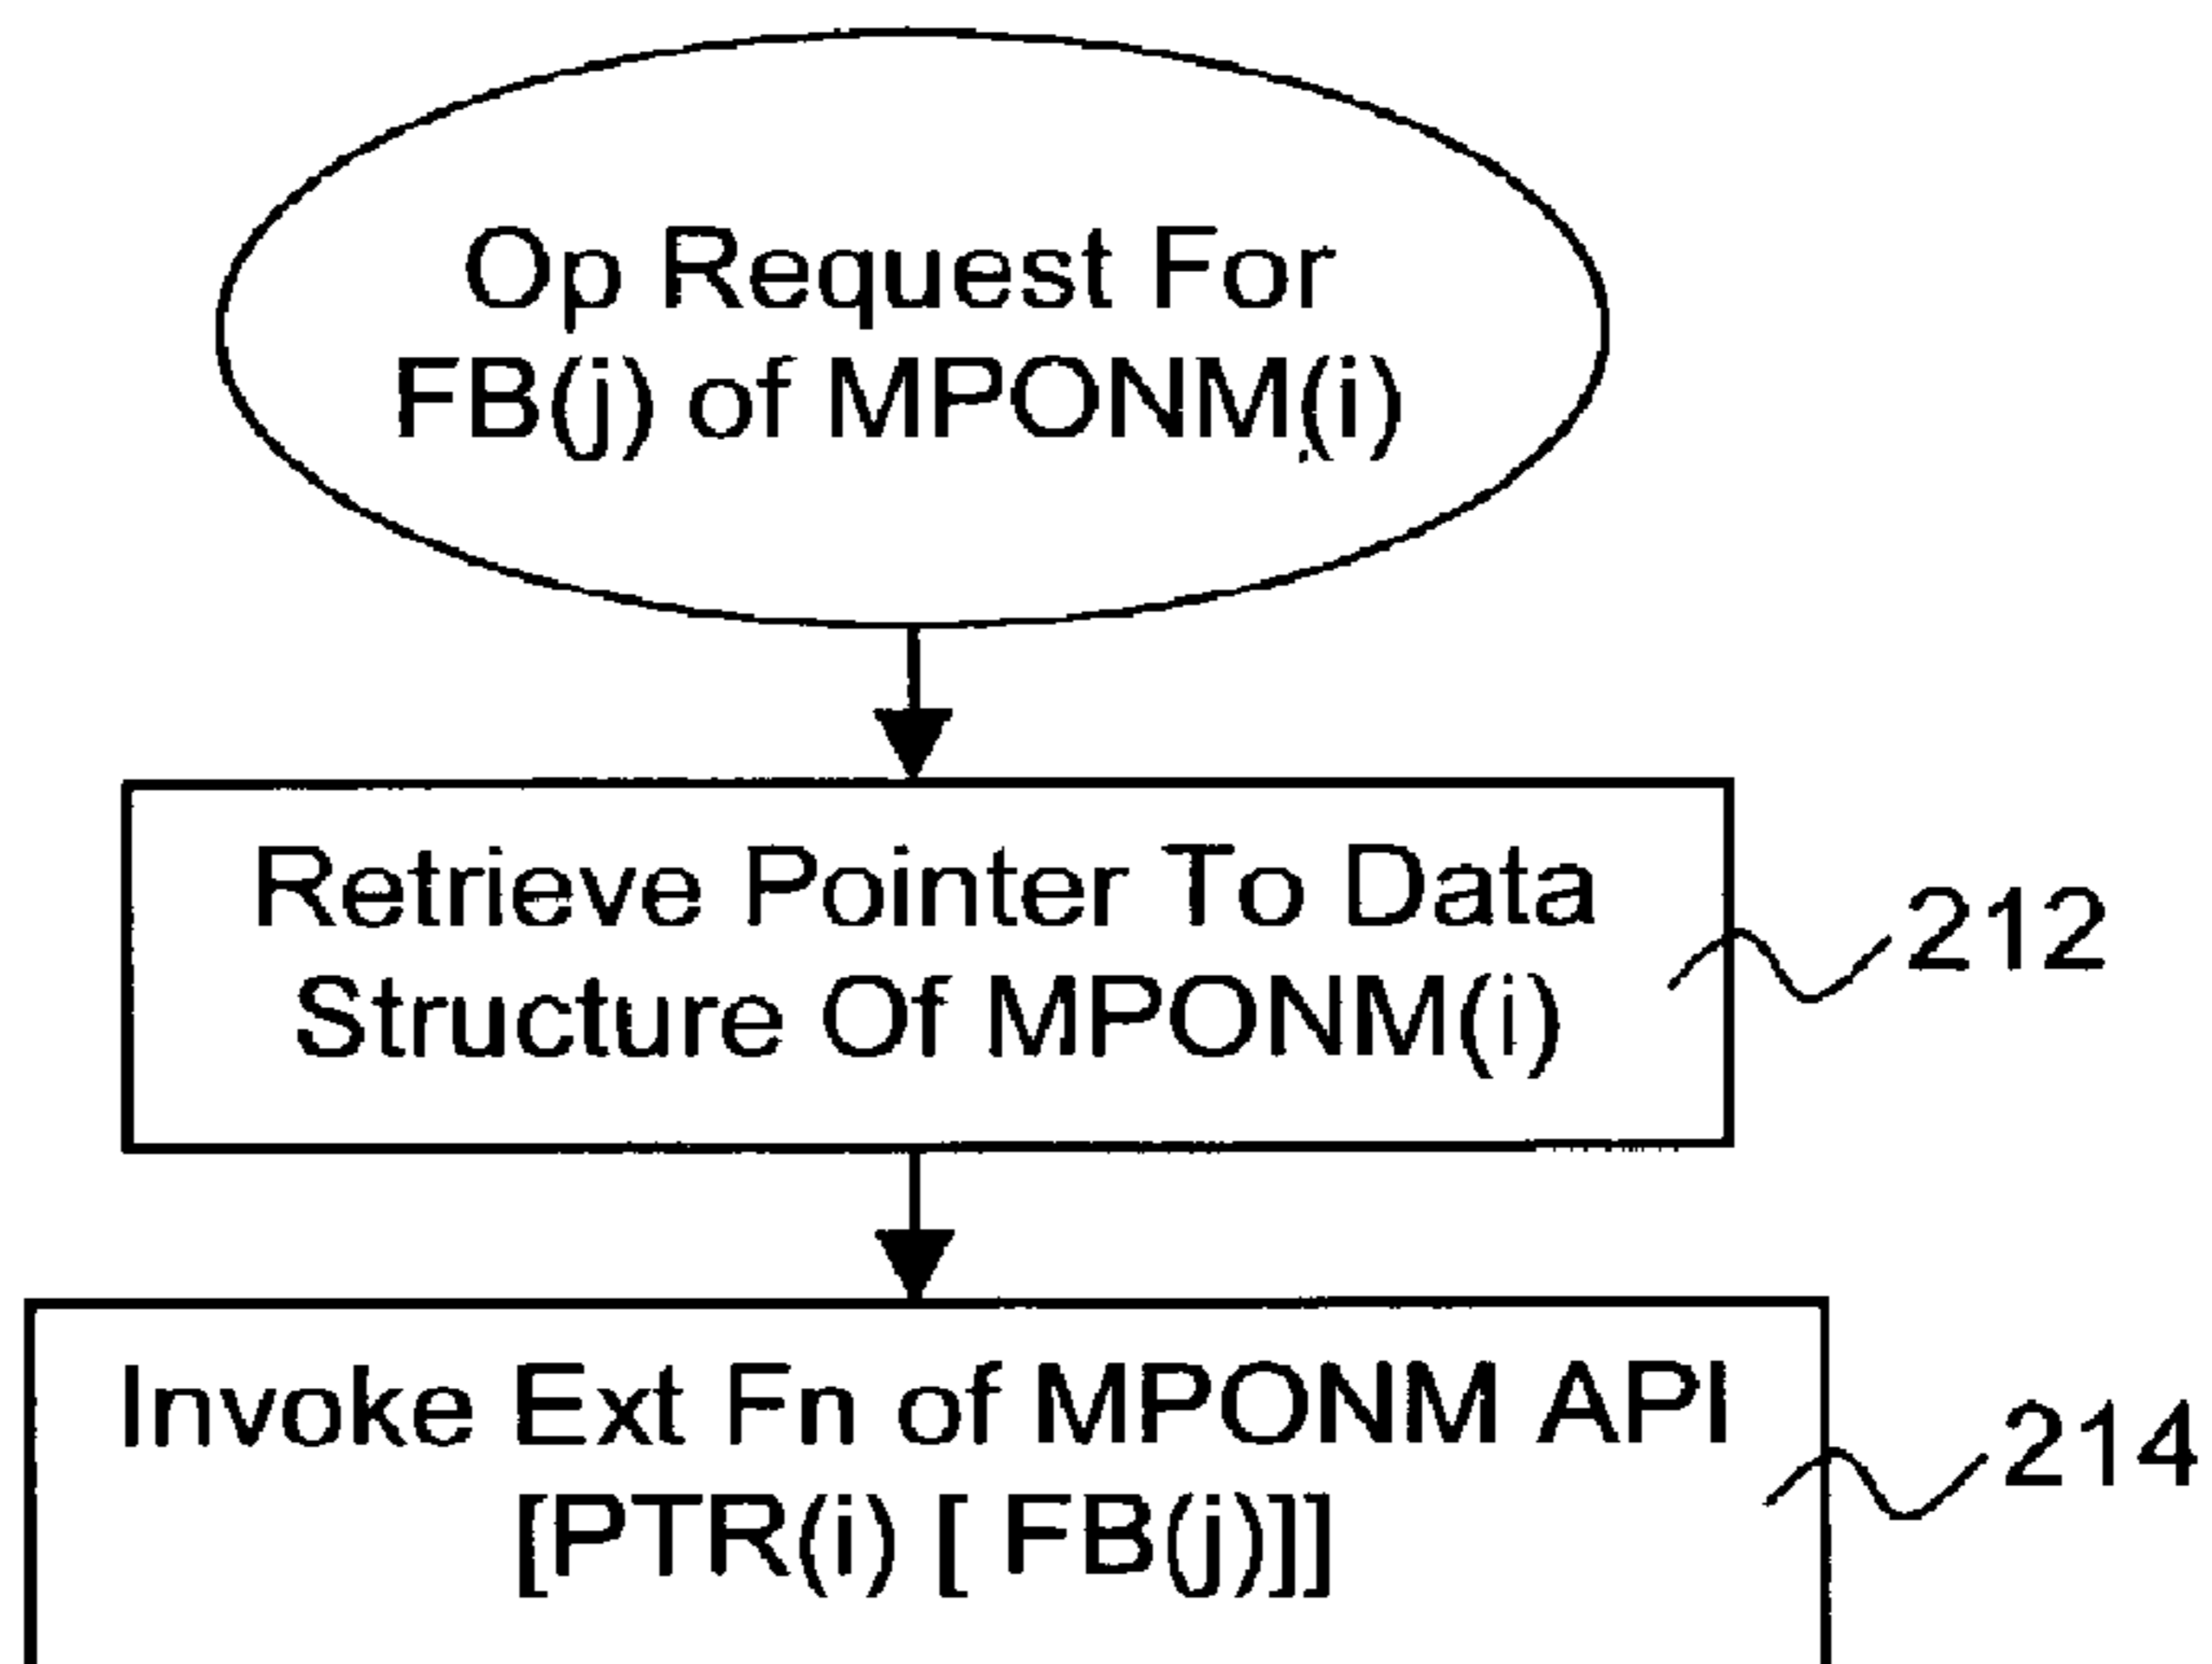 Op Request For
FB(j) of MPONM(i)
Retrieve Pointer To Data
Structure Of MPONM(i)
212
Invoke Ext Fn of MPONM API
[PTR(i) [ FB(j)]]
214